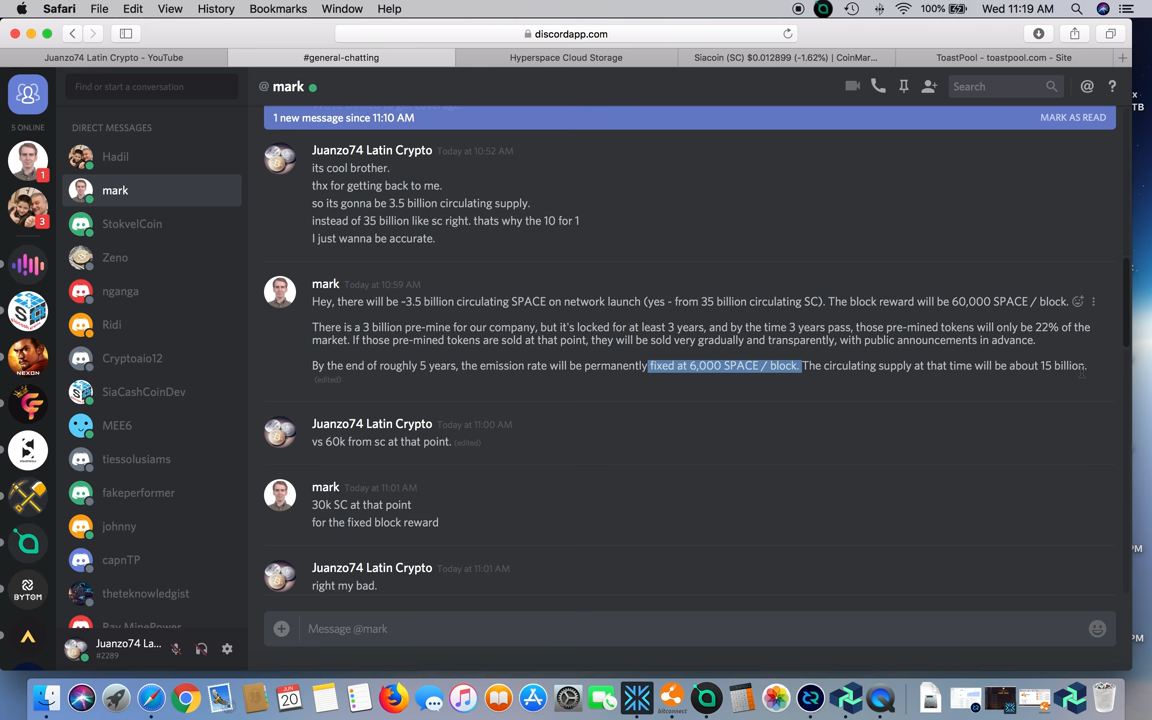 Safari File Edit View History Bookmarks Window Help 100% Wed 11:19 AM
discordapp.com
Juanzo74 Latin Crypto - YouTube
#general-chatting
Hyperspace Cloud Storage
Siacoin (SC) $0.012899 (-1.62%) | CoinMar...
ToastPool - toastpool.com - Site
Find or start a conversation
@ mark
Search
5 ONLINE
DIRECT MESSAGES
1
3
BYTOM
Hadil
mark
StokvelCoin
Zeno
nganga
Ridi
Cryptoaio12
SiaCashCoinDev
MEE6
tiessolusiams
fakeperformer
johnny
capnTP
theteknowledgist
Ray MinePower
Juanzo74 La...
#2289
1 new message since 11:10 AM MARK AS READ
Juanzo74 Latin Crypto Today at 10:52 AM
its cool brother.
thx for getting back to me.
so its gonna be 3.5 billion circulating supply.
instead of 35 billion like sc right. thats why the 10 for 1
I just wanna be accurate.
mark Today at 10:59 AM
Hey, there will be ~3.5 billion circulating SPACE on network launch (yes - from 35 billion circulating SC). The block reward will be 60,000 SPACE / block.
There is a 3 billion pre-mine for our company, but it's locked for at least 3 years, and by the time 3 years pass, those pre-mined tokens will only be 22% of the
market. If those pre-mined tokens are sold at that point, they will be sold very gradually and transparently, with public announcements in advance.
By the end of roughly 5 years, the emission rate will be permanently fixed at 6,000 SPACE / block. The circulating supply at that time will be about 15 billion.
(edited)
Juanzo74 Latin Crypto Today at 11:00 AM
vs 60k from sc at that point. (edited)
mark Today at 11:01 AM
30k SC at that point
for the fixed block reward
Juanzo74 Latin Crypto Today at 11:01 AM
right my bad.
Message @mark
PM
PM
TB
JUN
20
bitconnect